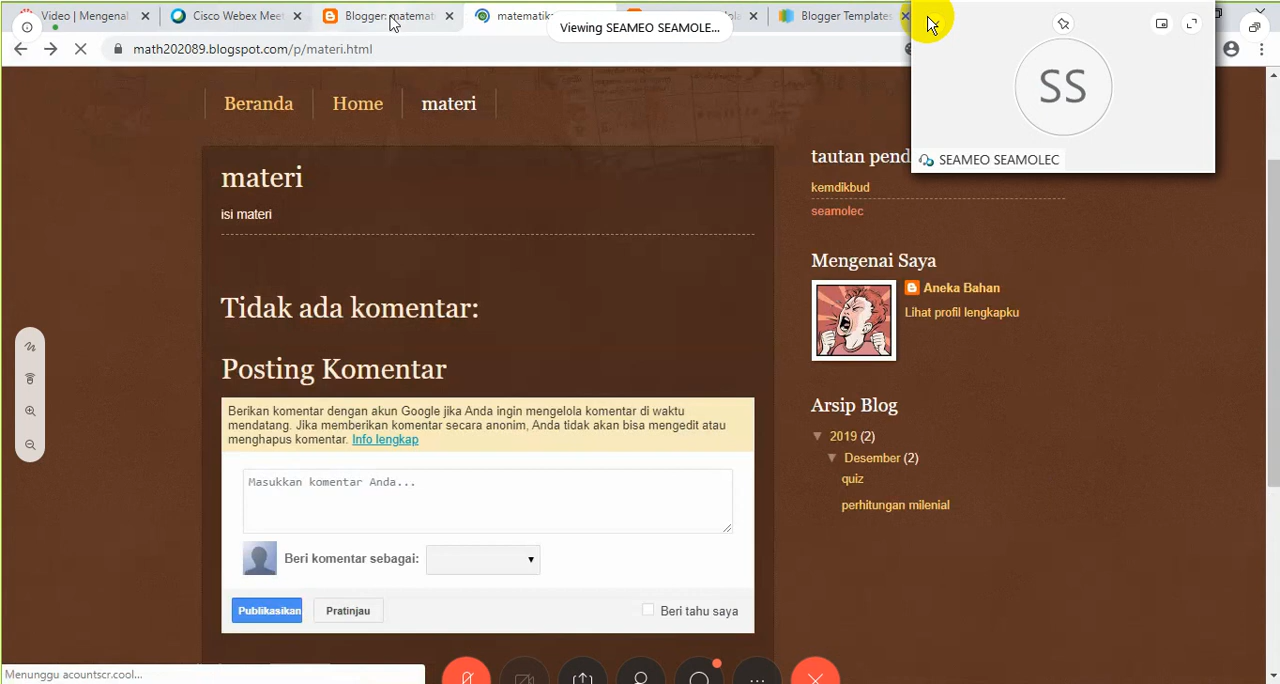 Video | Mengenal
Cisco Webex Meet
Blogger: matemat
matematika
Blogger Templates
Viewing SEAMEO SEAMOLE...
math202089.blogspot.com/p/materi.html
SS
SEAMEO SEAMOLEC
Beranda
Home
materi
materi
isi materi
Tidak ada komentar:
Posting Komentar
Berikan komentar dengan akun Google jika Anda ingin mengelola komentar di waktu
mendatang. Jika memberikan komentar secara anonim, Anda tidak akan bisa mengedit atau
menghapus komentar. Info lengkap
Masukkan komentar Anda...
Beri komentar sebagai:
Publikasikan
Pratinjau
Beri tahu saya
tautan pend
kemdikbud
seamolec
Mengenai Saya
Aneka Bahan
Lihat profil lengkapku
Arsip Blog
2019 (2)
Desember (2)
quiz
perhitungan milenial
Menunggu acountscr.cool...